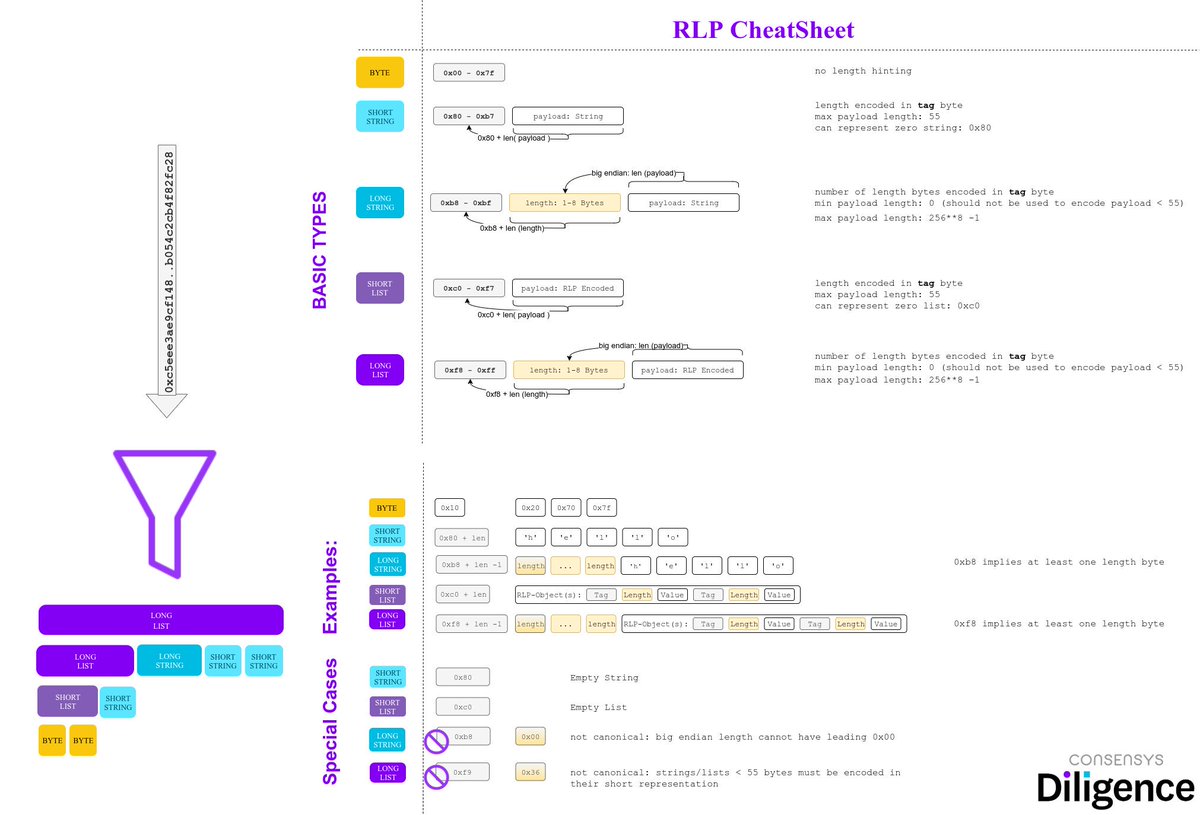 RLP CheatSheet
BASIC TYPES
BYTE
0x00 - 0x7f
no length hinting
SHORT
STRING
0x80 - 0xb7
payload: String
0x80 + len( payload )
length encoded in tag byte
max payload length: 55
can represent zero string: 0x80
LONG
STRING
0xb8 - 0xbf
length: 1-8 Bytes
payload: String
big endian: len (payload)
0xb8 + len (length)
number of length bytes encoded in tag byte
min payload length: 0 (should not be used to encode payload < 55)
max payload length: 256**8 -1
SHORT
LIST
0xc0 - 0xf7
payload: RLP Encoded
0xc0 + len( payload )
length encoded in tag byte
max payload length: 55
can represent zero list: 0xc0
LONG
LIST
0xf8 - 0xff
length: 1-8 Bytes
payload: RLP Encoded
big endian: len (payload)
0xf8 + len (length)
number of length bytes encoded in tag byte
min payload length: 0 (should not be used to encode payload < 55)
max payload length: 256**8 -1
LONG
LIST
LONG
LIST
LONG
STRING
SHORT
STRING
SHORT
STRING
SHORT
LIST
SHORT
STRING
BYTE
BYTE
Examples:
BYTE
0x10 0x20 0x70 0x7f
SHORT
STRING
0x80 + len 'h' 'e' 'l' 'l' 'o'
LONG
STRING
0xb8 + len -1 length ... length 'h' 'e' 'l' 'l' 'o'
0xb8 implies at least one length byte
SHORT
LIST
0xc0 + len RLP-Object(s): Tag Length Value Tag Length Value
LONG
LIST
0xf8 + len -1 length ... length RLP-Object(s): Tag Length Value Tag Length Value
0xf8 implies at least one length byte
Special Cases
SHORT
STRING
0x80
Empty String
SHORT
LIST
0xc0
Empty List
LONG
STRING
0xb8 0x00
not canonical: big endian length cannot have leading 0x00
LONG
LIST
0xf9 0x36
not canonical: strings/lists < 55 bytes must be encoded in
their short representation
CONSENSYS
Diligence